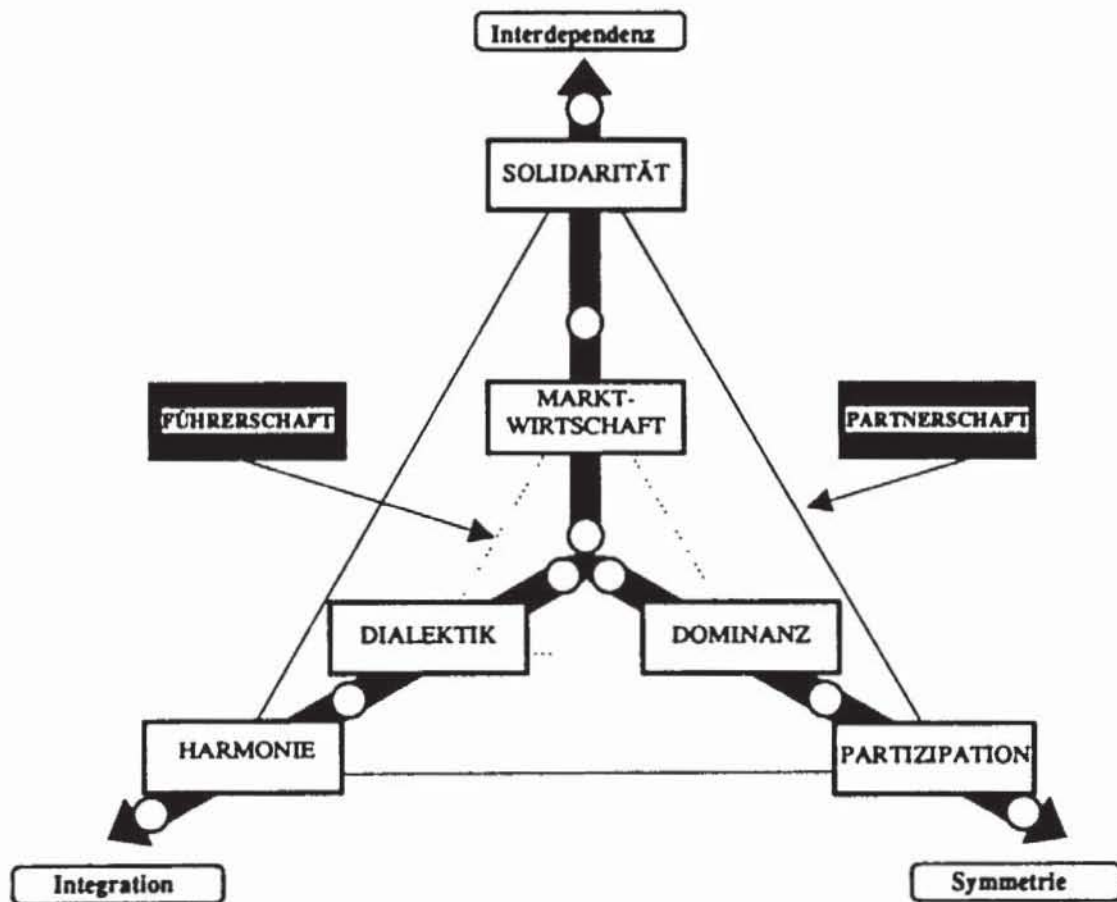 Interdependenz
SOLIDARITÄT
FÜHRERSCHAFT
MARKT-
WIRTSCHAFT
PARTNERSCHAFT
DIALEKTIK
DOMINANZ
HARMONIE
PARTIZIPATION
Integration
Symmetrie